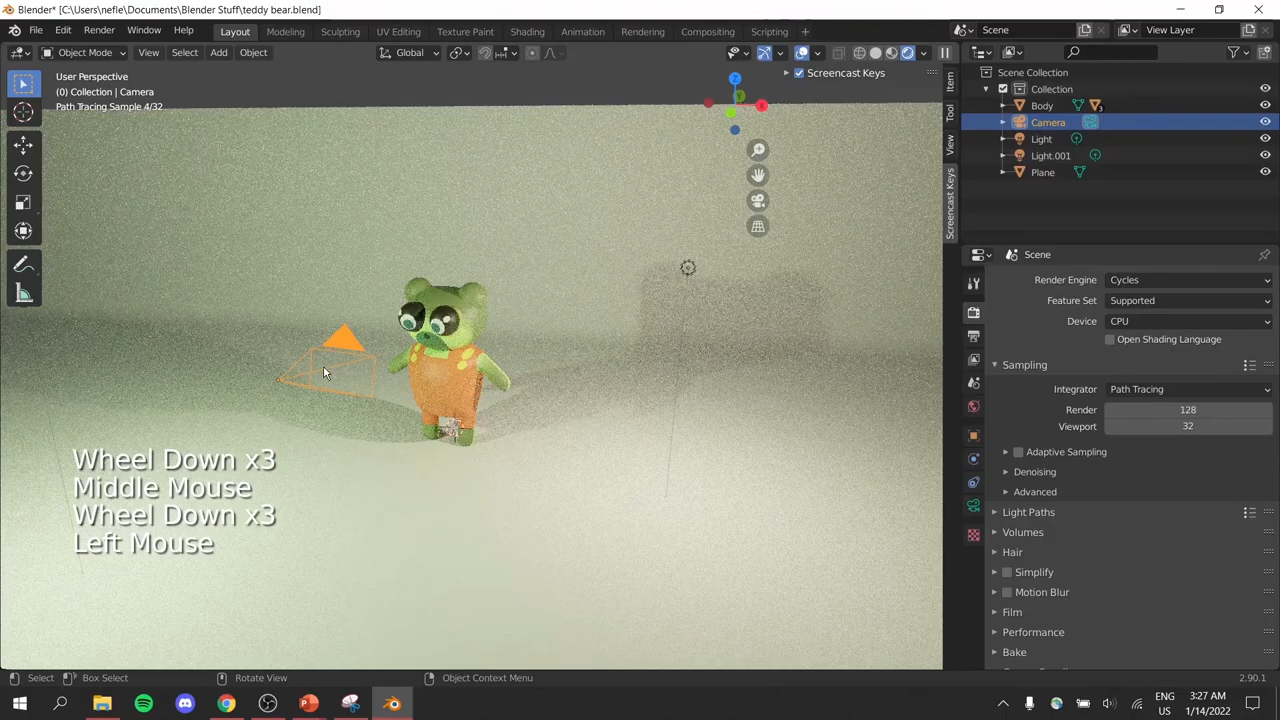 Blender* [C:\Users\nefie\Documents\Blender Stuff\teddy bear.blend]
File Edit Render Window Help Layout Modeling Sculpting UV Editing Texture Paint Shading Animation Rendering Compositing Scripting + Scene View Layer
Object Mode View Select Add Object Global
User Perspective
(0) Collection | Camera
Path Tracing Sample 4/32
Screencast Keys
Z
Y
X
Item
Tool
View
Screencast Keys
Wheel Down x3
Middle Mouse
Wheel Down x3
Left Mouse
Scene Collection
Collection
Body 3
Camera
Light
Light.001
Plane
Scene
Render Engine Cycles
Feature Set Supported
Device CPU
Open Shading Language
Sampling
Integrator Path Tracing
Render 128
Viewport 32
Adaptive Sampling
Denoising
Advanced
Light Paths
Volumes
Hair
Simplify
Motion Blur
Film
Performance
Bake
Select Box Select Rotate View Object Context Menu 2.90.1
ENG
US
3:27 AM
1/14/2022